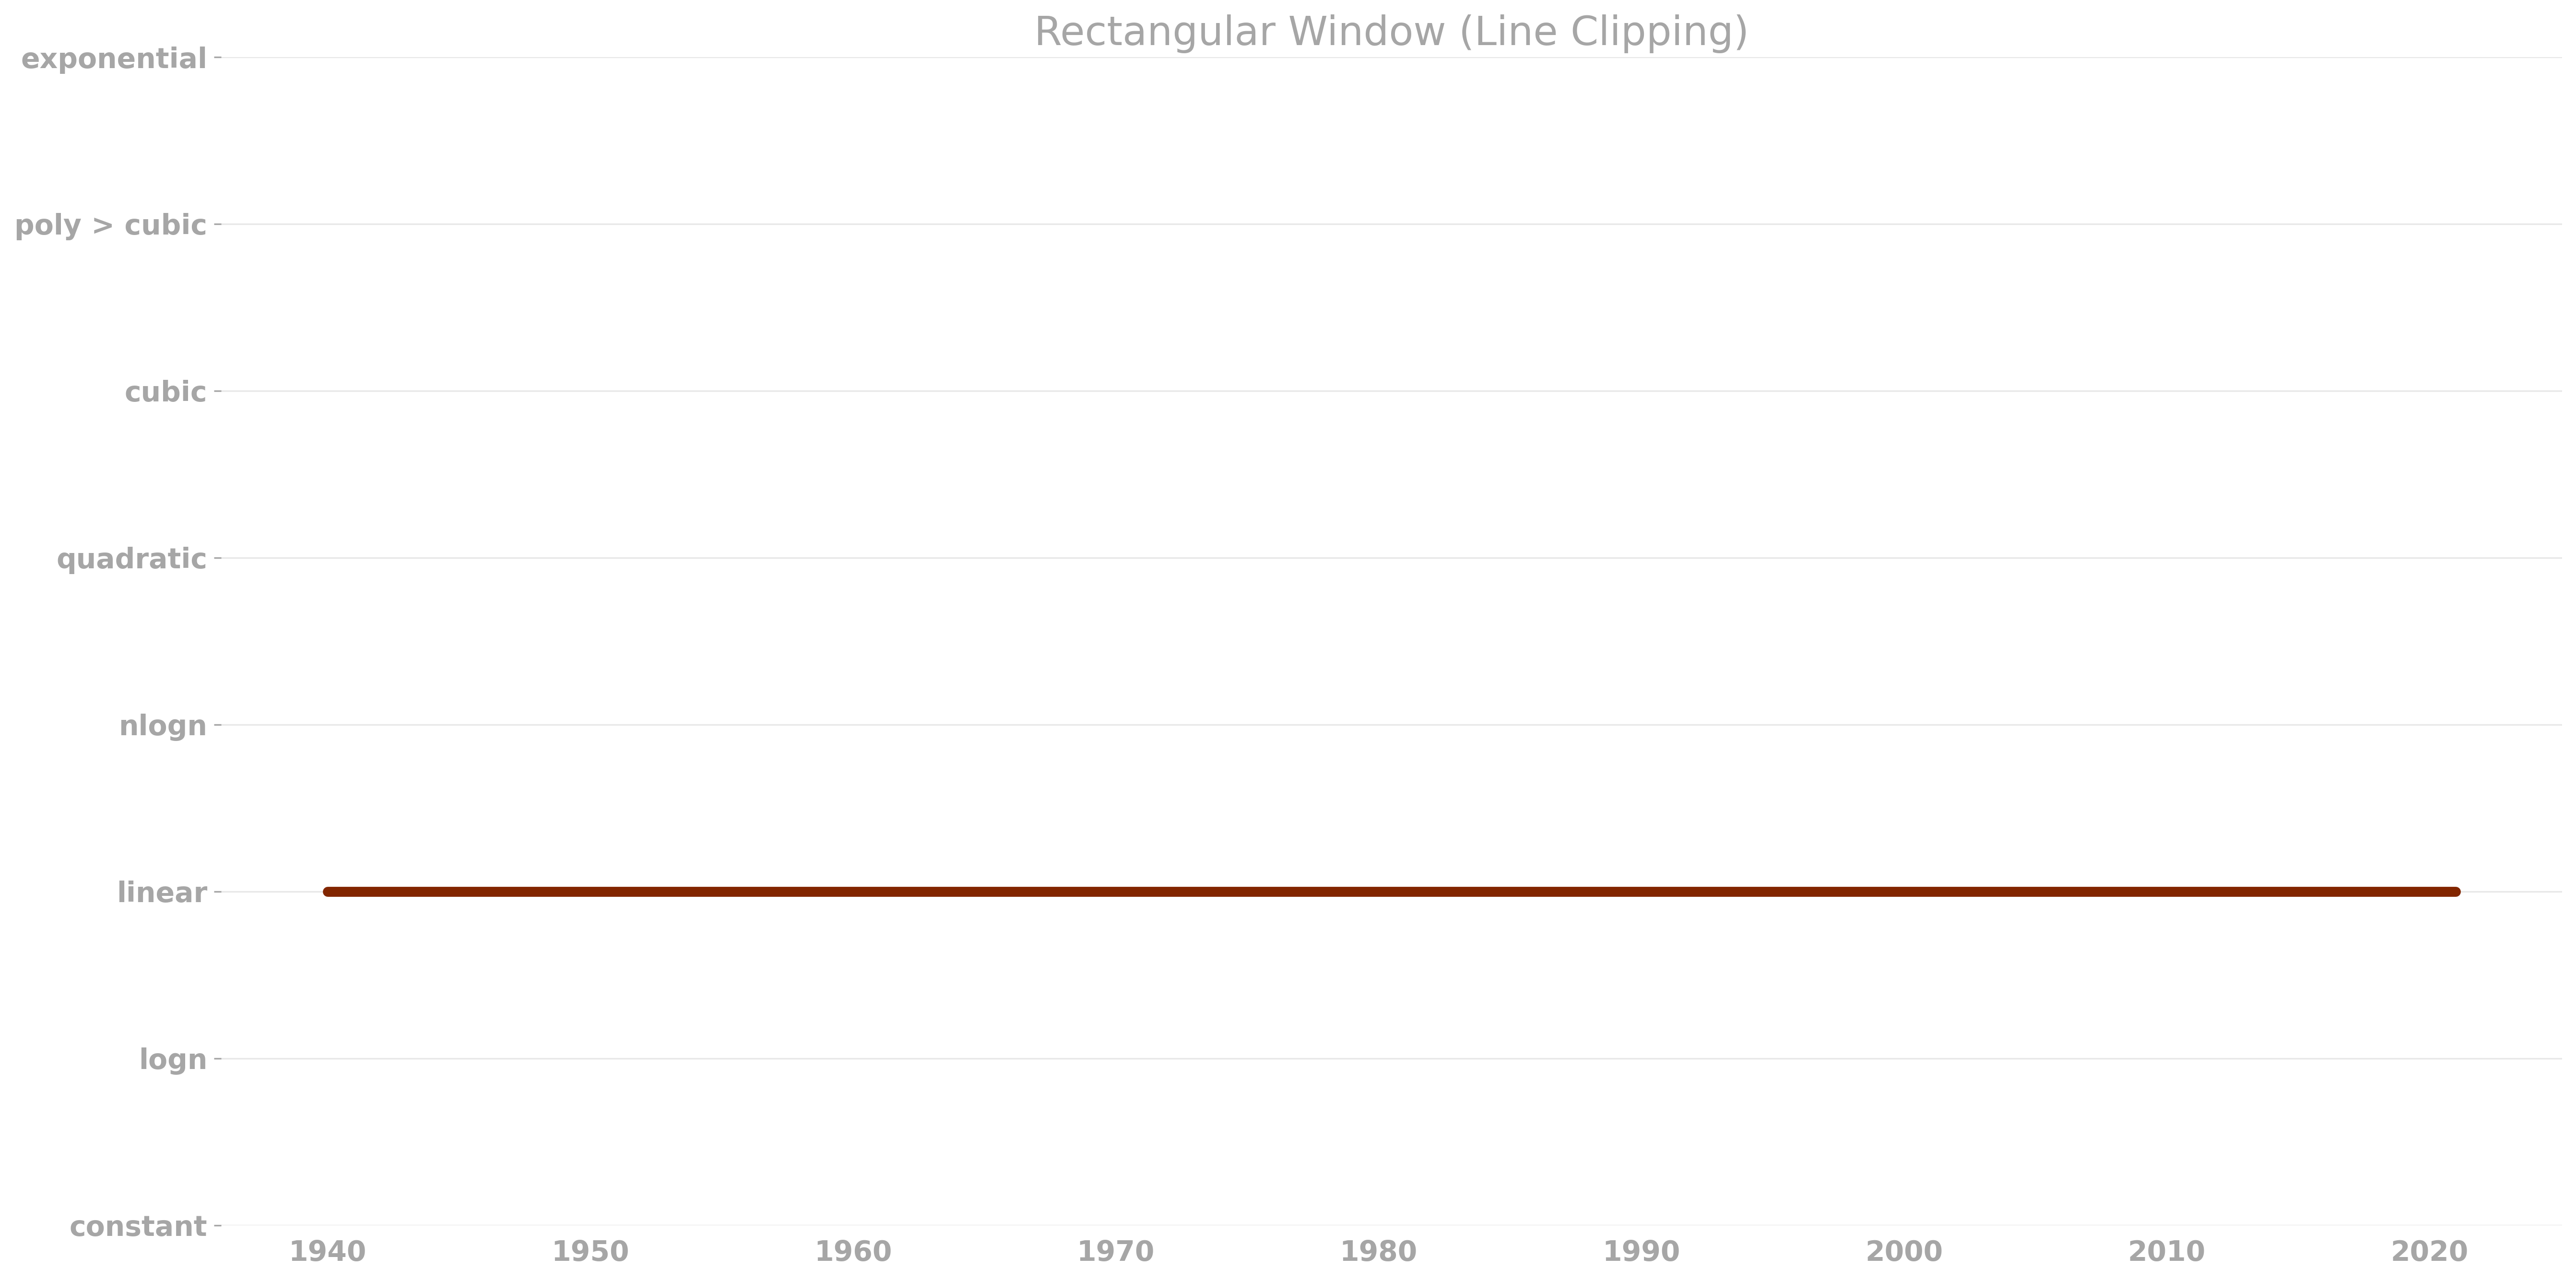 Rectangular Window (Line Clipping)
exponential
poly > cubic
cubic
quadratic
nlogn
linear
logn
constant
1940 1950 1960 1970 1980 1990 2000 2010 2020